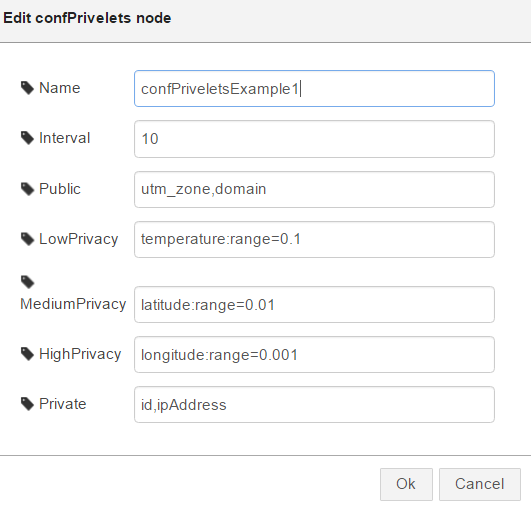 Edit confPrivelets node
Name confPriveletsExample1
Interval 10
Public utm_zone,domain
LowPrivacy temperature:range=0.1
MediumPrivacy latitude:range=0.01
HighPrivacy longitude:range=0.001
Private id,ipAddress
Ok Cancel